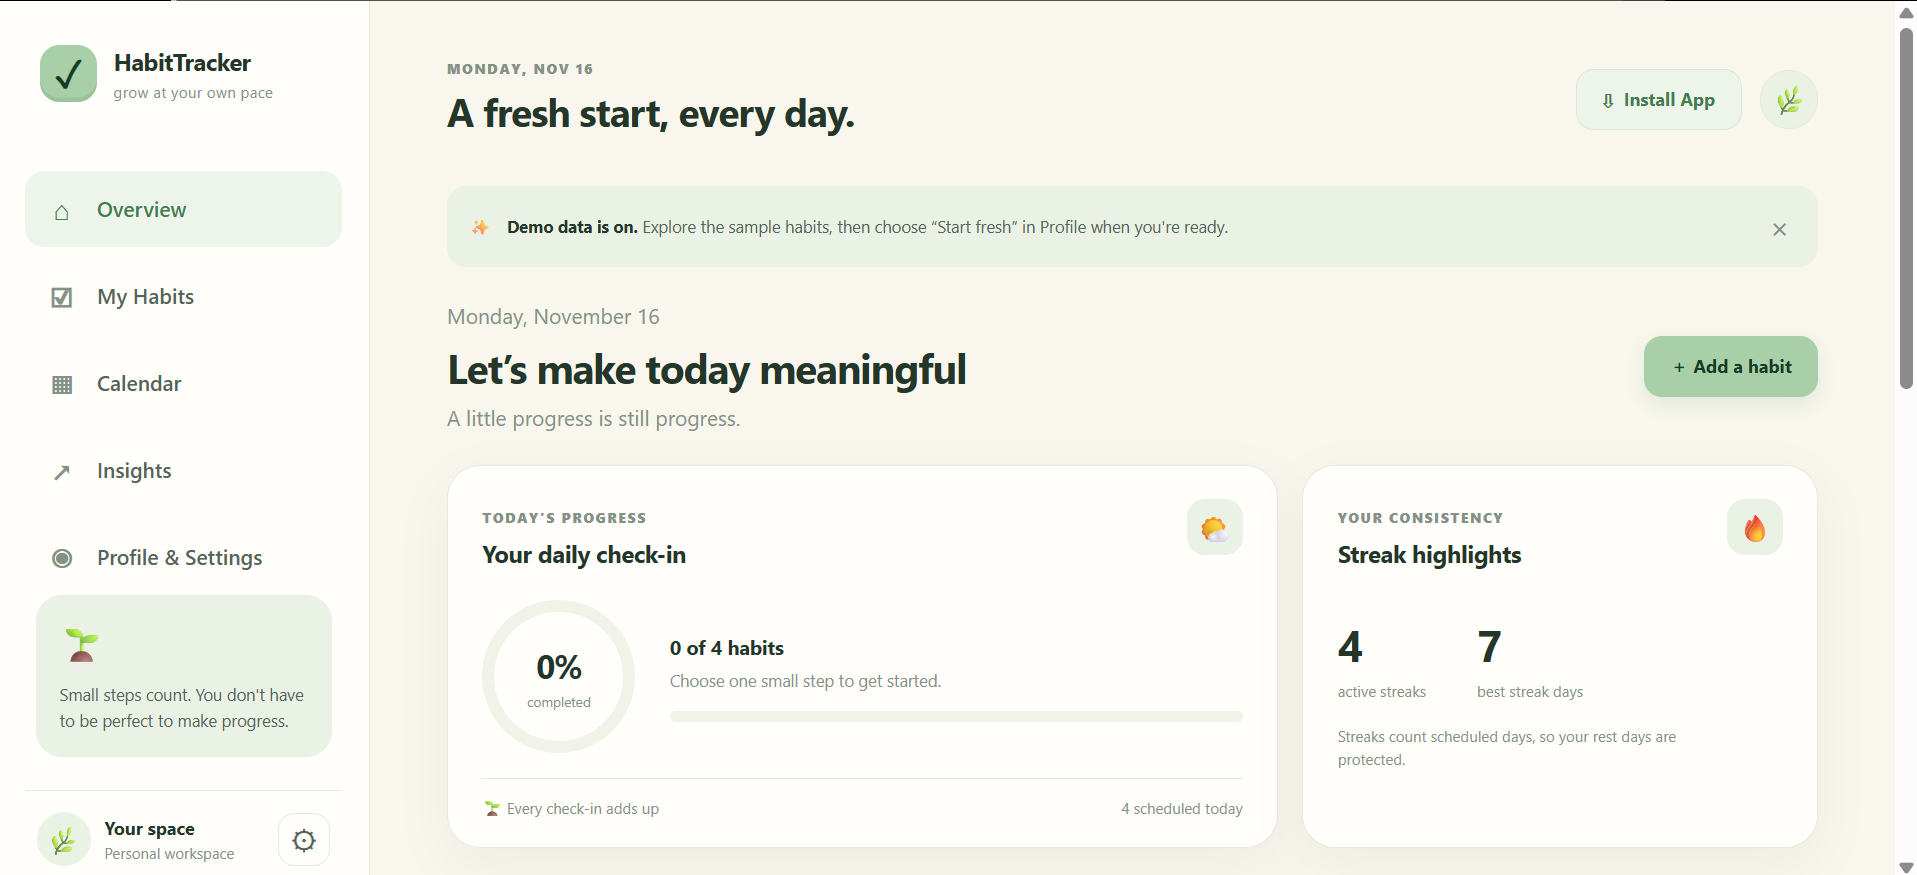 HabitTracker
grow at your own pace
Overview
My Habits
Calendar
Insights
Profile & Settings
Small steps count. You don't have
to be perfect to make progress.
Your space
Personal workspace
MONDAY, NOV 16
A fresh start, every day.
Install App
Demo data is on. Explore the sample habits, then choose “Start fresh” in Profile when you're ready.
Monday, November 16
Let’s make today meaningful
A little progress is still progress.
+ Add a habit
TODAY'S PROGRESS
Your daily check-in
0%
completed
0 of 4 habits
Choose one small step to get started.
Every check-in adds up
4 scheduled today
YOUR CONSISTENCY
Streak highlights
4
active streaks
7
best streak days
Streaks count scheduled days, so your rest days are
protected.